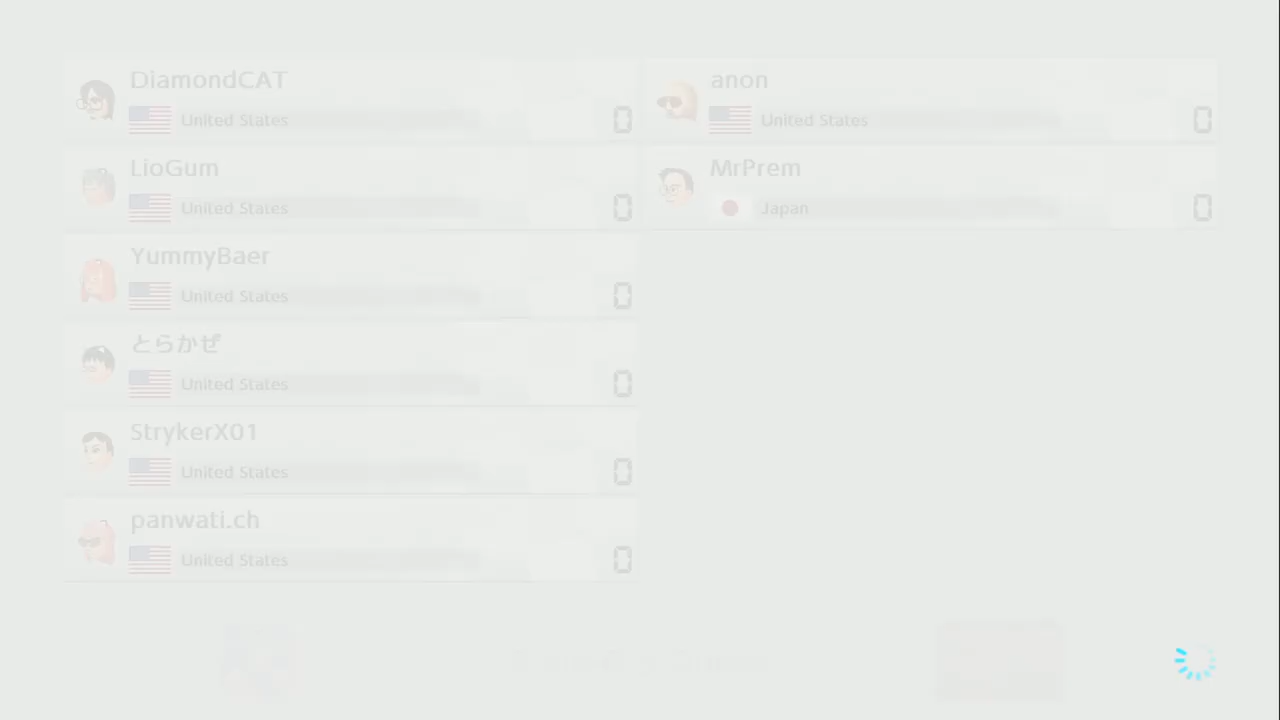 DiamondCAT
United States
0
LioGum
United States
0
YummyBaer
United States
0
とらかぜ
United States
0
StrykerX01
United States
0
panwati.ch
United States
0
anon
United States
0
MrPrem
Japan
0